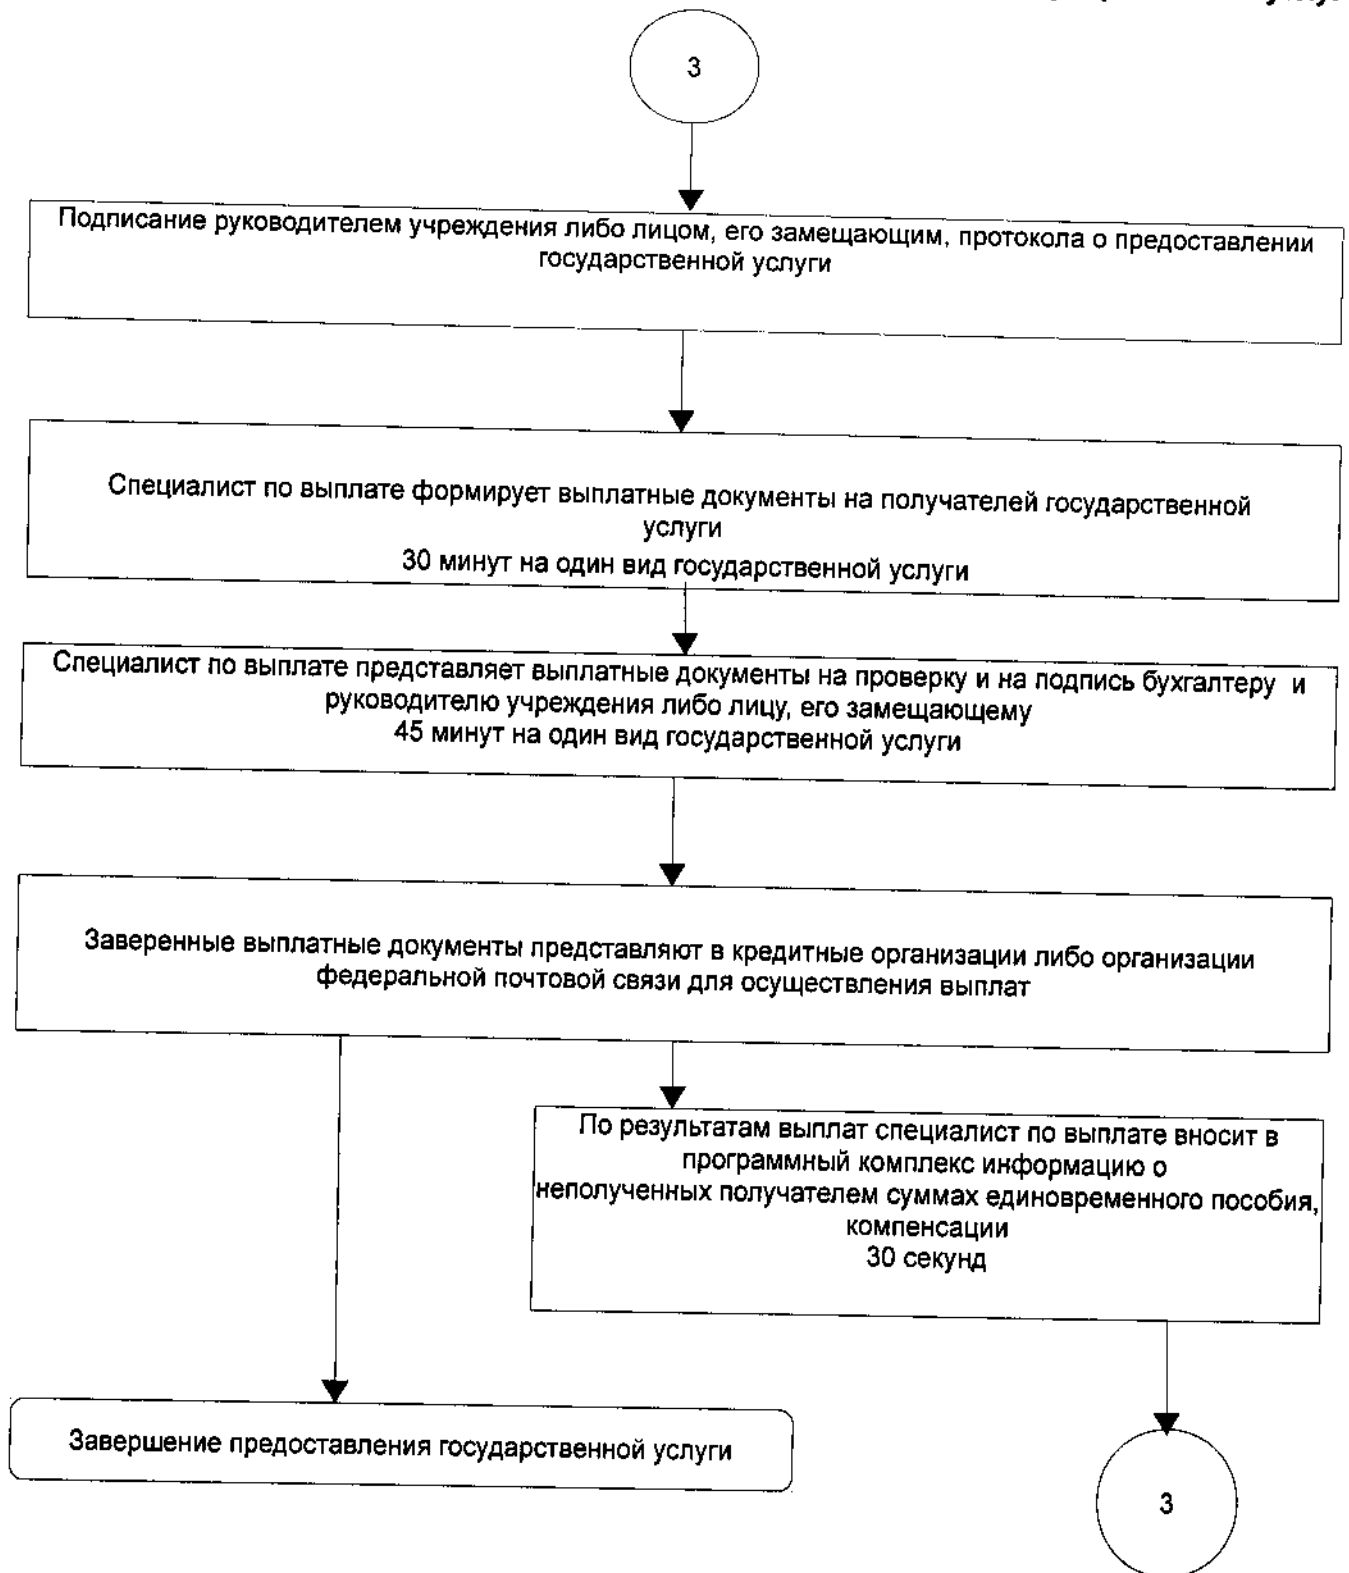 3
Подписание руководителем учреждения либо лицом, его замещающим, протокола о предоставлении
государственной услуги
Специалист по выплате формирует выплатные документы на получателей государственной
услуги
30 минут на один вид государственной услуги
Специалист по выплате представляет выплатные документы на проверку и на подпись бухгалтеру и
руководителю учреждения либо лицу, его замещающему
45 минут на один вид государственной услуги
Заверенные выплатные документы представляют в кредитные организации либо организации
федеральной почтовой связи для осуществления выплат
По результатам выплат специалист по выплате вносит в
программный комплекс информацию о
неполученных получателем суммах единовременного пособия,
компенсации
30 секунд
Завершение предоставления государственной услуги
3